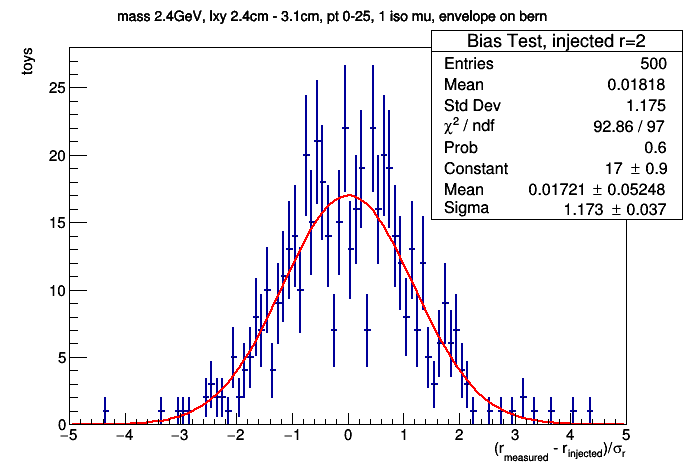 mass 2.4GeV, lxy 2.4cm - 3.1cm, pt 0-25, 1 iso mu, envelope on bern
Bias Test, injected r=2
Entries 500
Mean 0.01818
Std Dev 1.175
χ² / ndf 92.86 / 97
Prob 0.6
Constant 17 ± 0.9
Mean 0.01721 ± 0.05248
Sigma 1.173 ± 0.037
toys
25
20
15
10
5
0
−5 −4 −3 −2 −1 0 1 2 3 4 5
(r_measured - r_injected)/σ_r